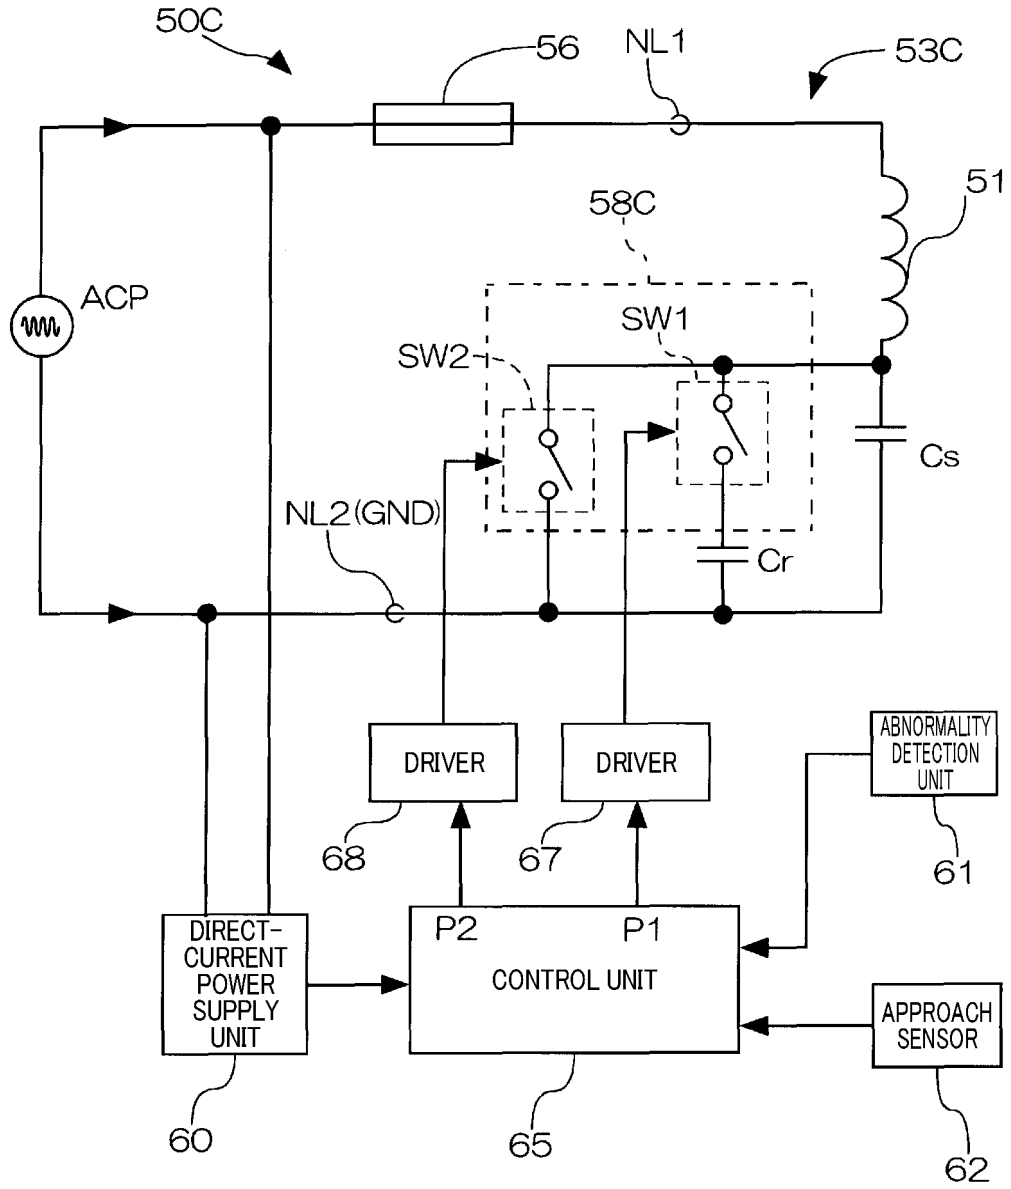 50C
56
NL1
53C
51
58C
ACP
SW1
SW2
Cs
NL2(GND)
Cr
DRIVER
DRIVER
ABNORMALITY
DETECTION
UNIT
68
67
61
P2
P1
DIRECT-
CURRENT
POWER
SUPPLY
UNIT
CONTROL UNIT
APPROACH
SENSOR
60
65
62